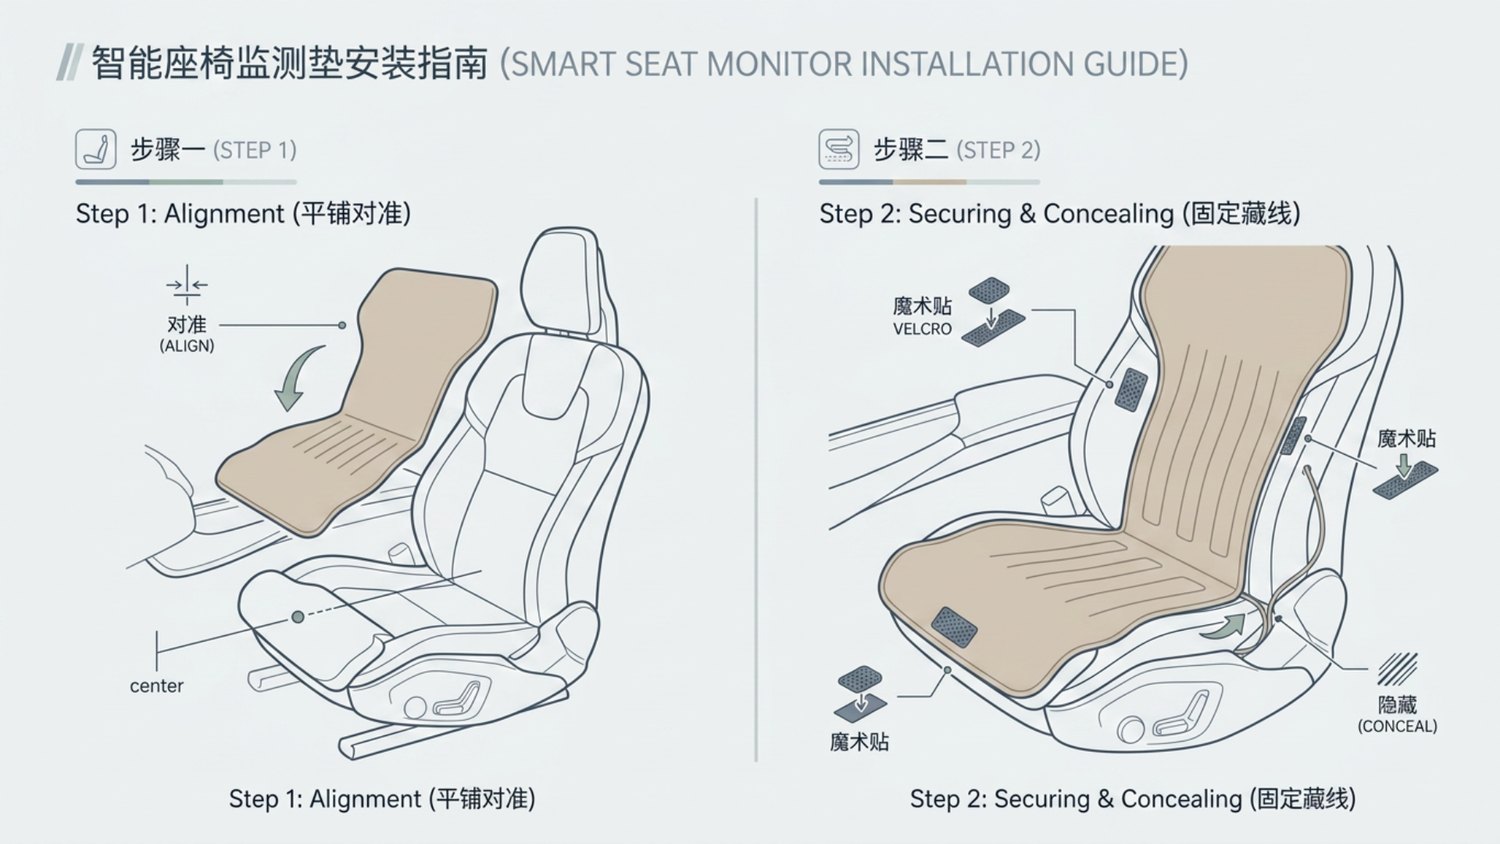 智能座椅监测垫安装指南 (SMART SEAT MONITOR INSTALLATION GUIDE)
步骤一 (STEP 1)
Step 1: Alignment (平铺对准)
对准
(ALIGN)
center
Step 1: Alignment (平铺对准)
步骤二 (STEP 2)
Step 2: Securing & Concealing (固定藏线)
魔术贴
VELCRO
魔术贴
魔术贴
隐藏
(CONCEAL)
Step 2: Securing & Concealing (固定藏线)